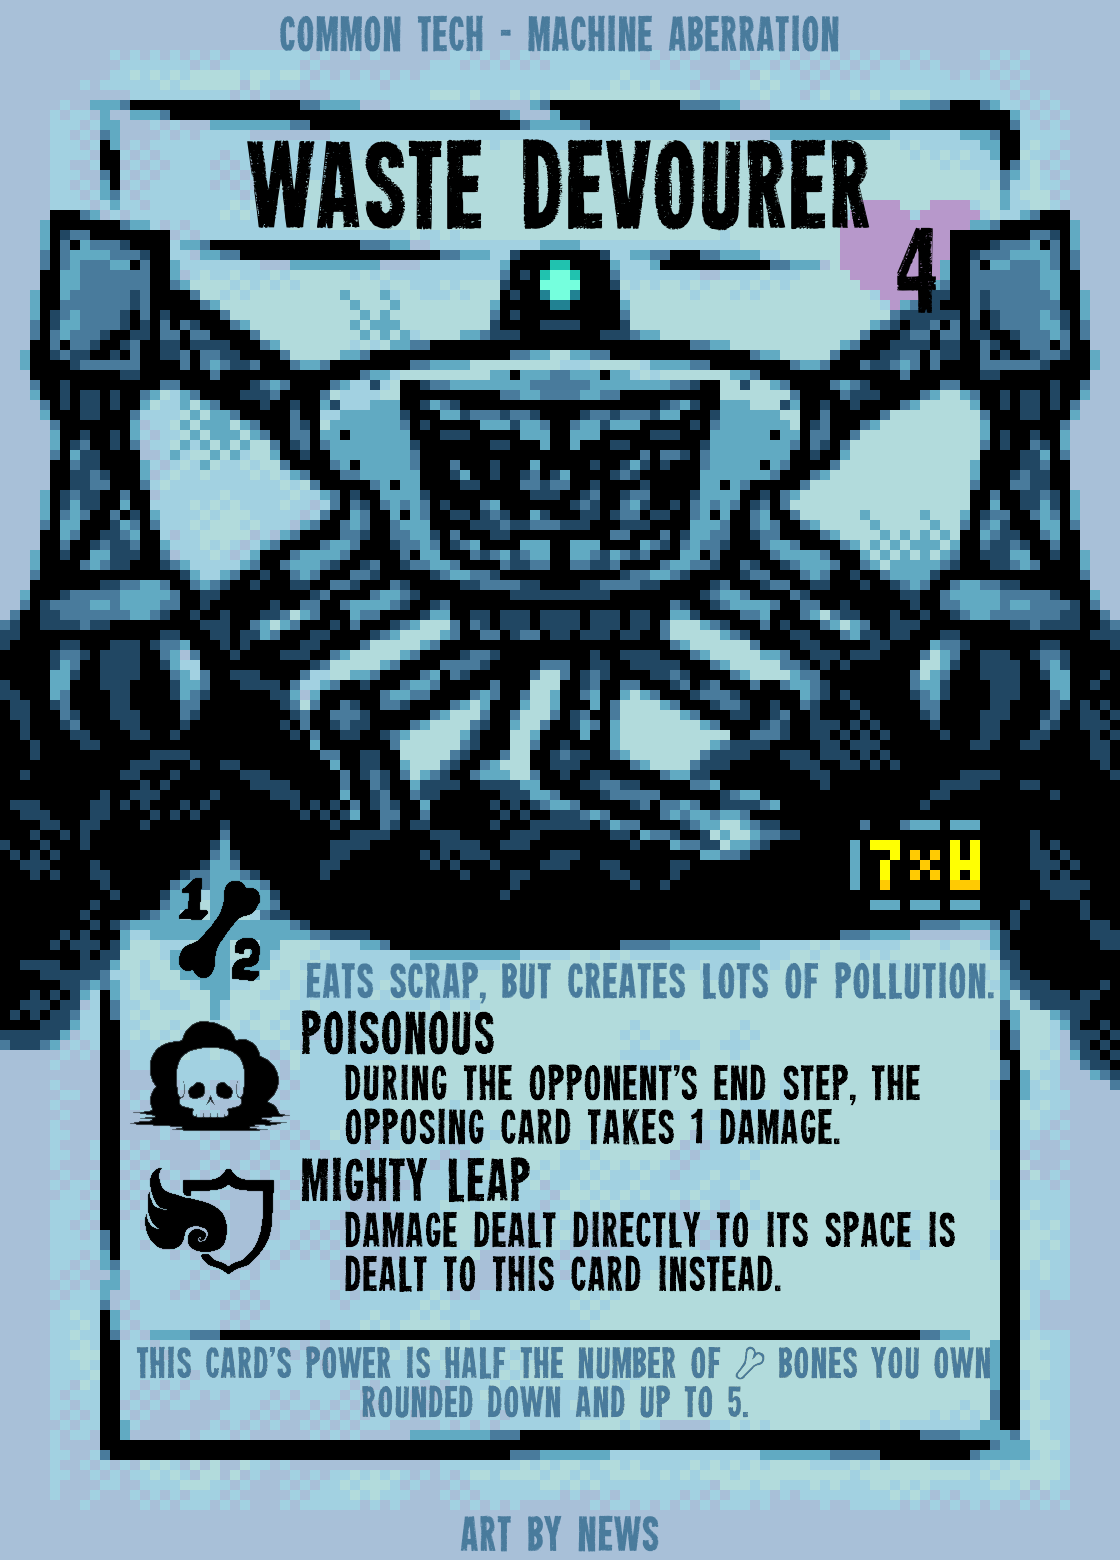 COMMON TECH - MACHINE ABERRATION
WASTE DEVOURER
4
7×8
1
2
EATS SCRAP, BUT CREATES LOTS OF POLLUTION.
POISONOUS
DURING THE OPPONENT'S END STEP, THE
OPPOSING CARD TAKES 1 DAMAGE.
MIGHTY LEAP
DAMAGE DEALT DIRECTLY TO ITS SPACE IS
DEALT TO THIS CARD INSTEAD.
THIS CARD'S POWER IS HALF THE NUMBER OF BONES YOU OWN
ROUNDED DOWN AND UP TO 5.
ART BY NEWS